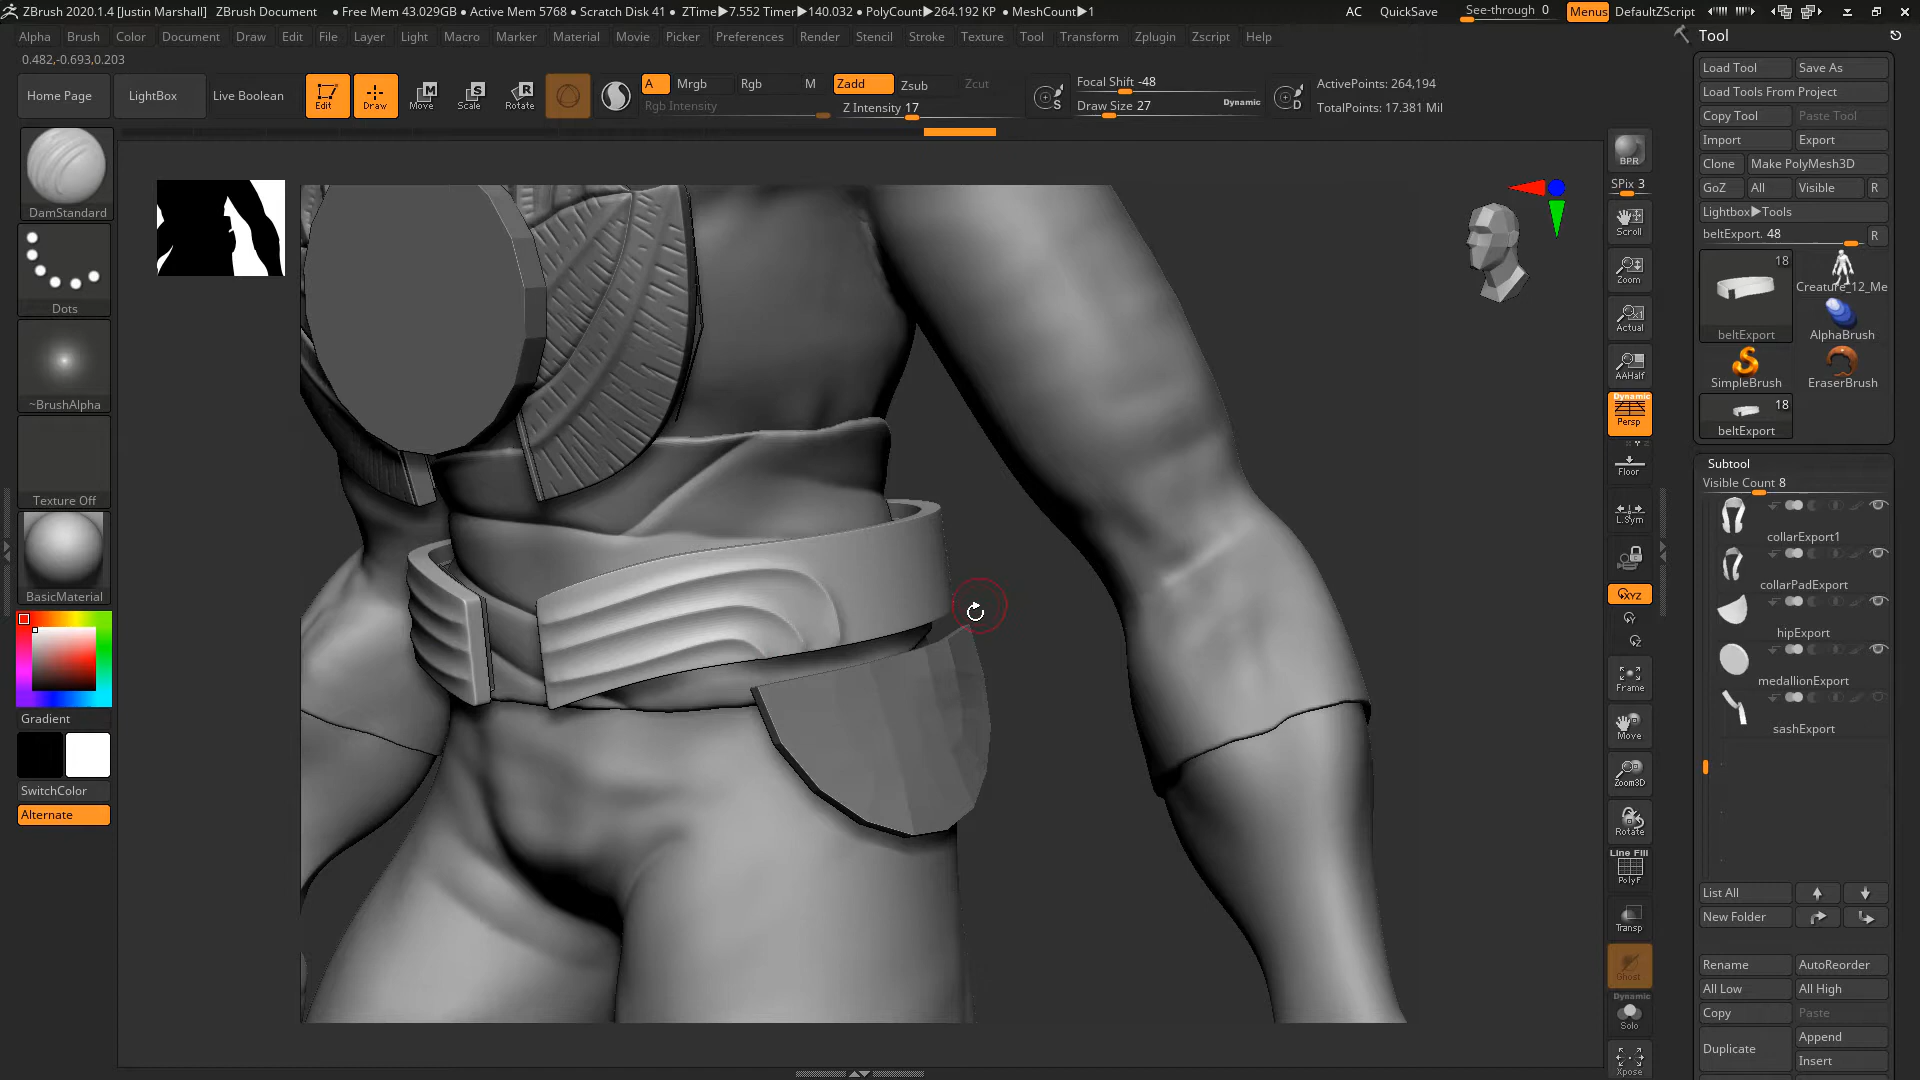 ZBrush 2020.1.4 [Justin Marshall] ZBrush Document ● Free Mem 43.029GB ● Active Mem 5768 ● Scratch Disk 41 ● ZTime▶7.552 Timer▶140.032 ● PolyCount▶264.192 KP ● MeshCount▶1 AC QuickSave See-through 0 Menus DefaultZScript
Alpha Brush Color Document Draw Edit File Layer Light Macro Marker Material Movie Picker Preferences Render Stencil Stroke Texture Tool Transform Zplugin Zscript Help
0.482,-0.693,0.203
Home Page LightBox Live Boolean Edit Draw Move Scale Rotate
A Mrgb Rgb M Zadd Zsub Zcut
Rgb Intensity Z Intensity 17
Focal Shift -48
Draw Size 27 Dynamic
S D
ActivePoints: 264,194
TotalPoints: 17.381 Mil
DamStandard
Dots
~BrushAlpha
Texture Off
BasicMaterial
Gradient
SwitchColor
Alternate
BPR
SPix 3
Scroll
Zoom
Actual
AAHalf
Dynamic
Persp
Floor
L.Sym
XYZ
Frame
Move
Zoom3D
Rotate
Line Fill
PolyF
Transp
Ghost
Dynamic
Solo
Xpose
Tool
Load Tool Save As
Load Tools From Project
Copy Tool Paste Tool
Import Export
Clone Make PolyMesh3D
GoZ All Visible R
Lightbox▶Tools
beltExport. 48 R
18
beltExport
Creature_12_Me
AlphaBrush
SimpleBrush EraserBrush
18
beltExport
Subtool
Visible Count 8
collarExport1
collarPadExport
hipExport
medallionExport
sashExport
List All
New Folder
Rename AutoReorder
All Low All High
Copy Paste
Duplicate Append
Insert